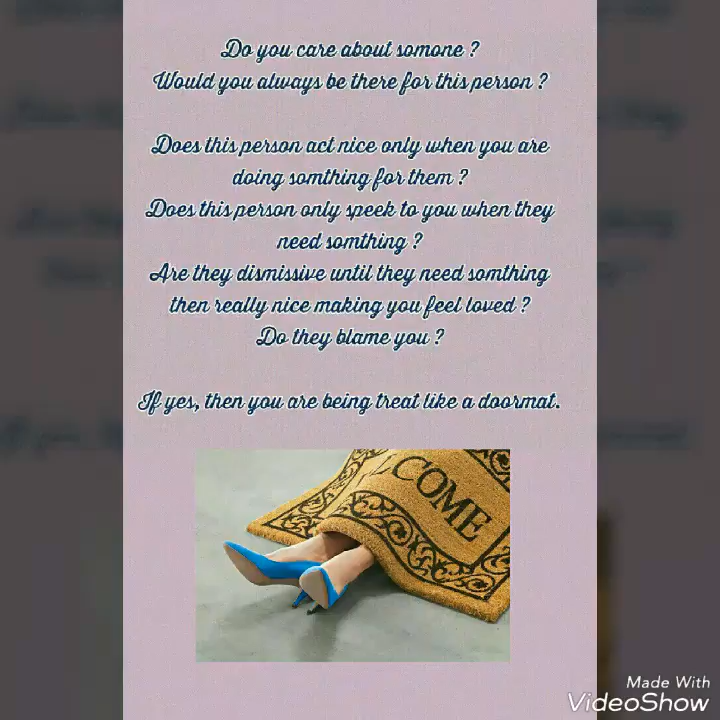 Do you care about somone ?
Would you always be there for this person ?
Does this person act nice only when you are
doing somthing for them ?
Does this person only speek to you when they
need somthing ?
Are they dismissive until they need somthing
then really nice making you feel loved ?
Do they blame you ?
If yes, then you are being treat like a doormat.
COME
Made With
VideoShow